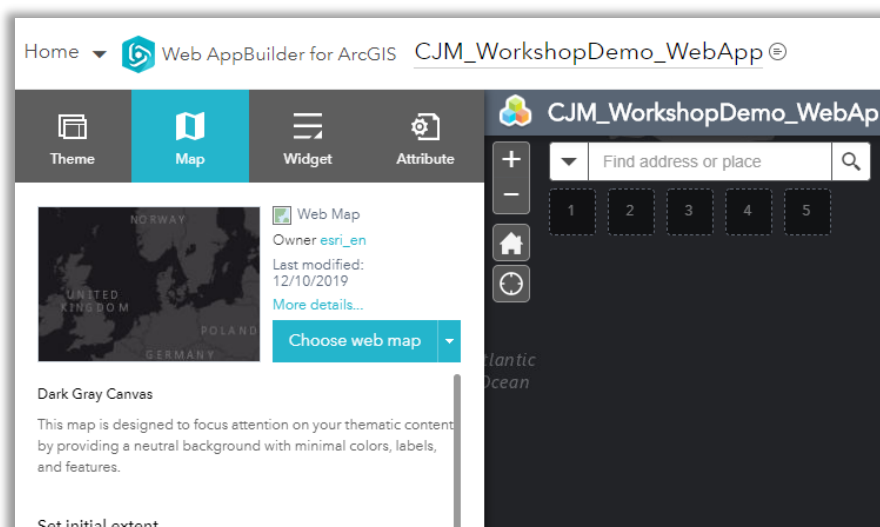 Home
Web AppBuilder for ArcGIS
CJM_WorkshopDemo_WebApp
Theme
Map
Widget
Attribute
CJM_WorkshopDemo_WebAp
+
Find address or place
−
1 2 3 4 5
NORWAY
UNITED
KINGDOM
POLAND
GERMANY
Web Map
Owner esri_en
Last modified:
12/10/2019
More details...
Choose web map
tlantic
Ocean
Dark Gray Canvas
This map is designed to focus attention on your thematic content
by providing a neutral background with minimal colors, labels,
and features.
Set initial extent